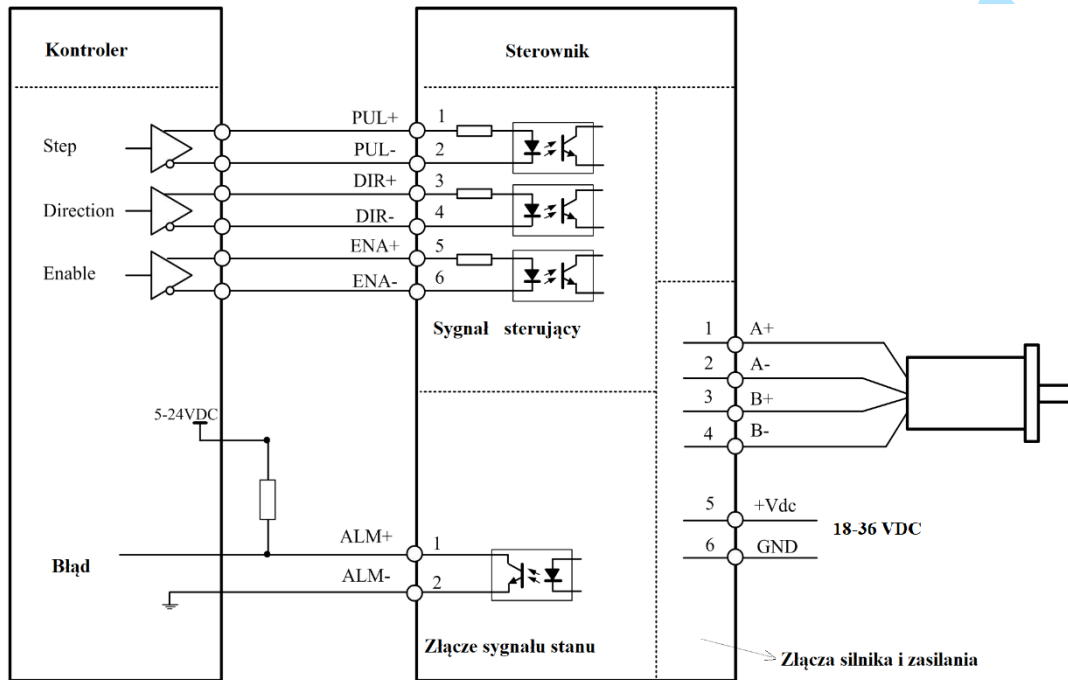 Kontroler
Sterownik
Step
PUL+
1
PUL-
2
Direction
DIR+
3
DIR-
4
Enable
ENA+
5
ENA-
6
Sygnał sterujący
1
A+
2
A-
3
B+
4
B-
5-24VDC
5
+Vdc
18-36 VDC
6
GND
Błąd
ALM+
1
ALM-
2
Złącze sygnału stanu
Złącza silnika i zasilania